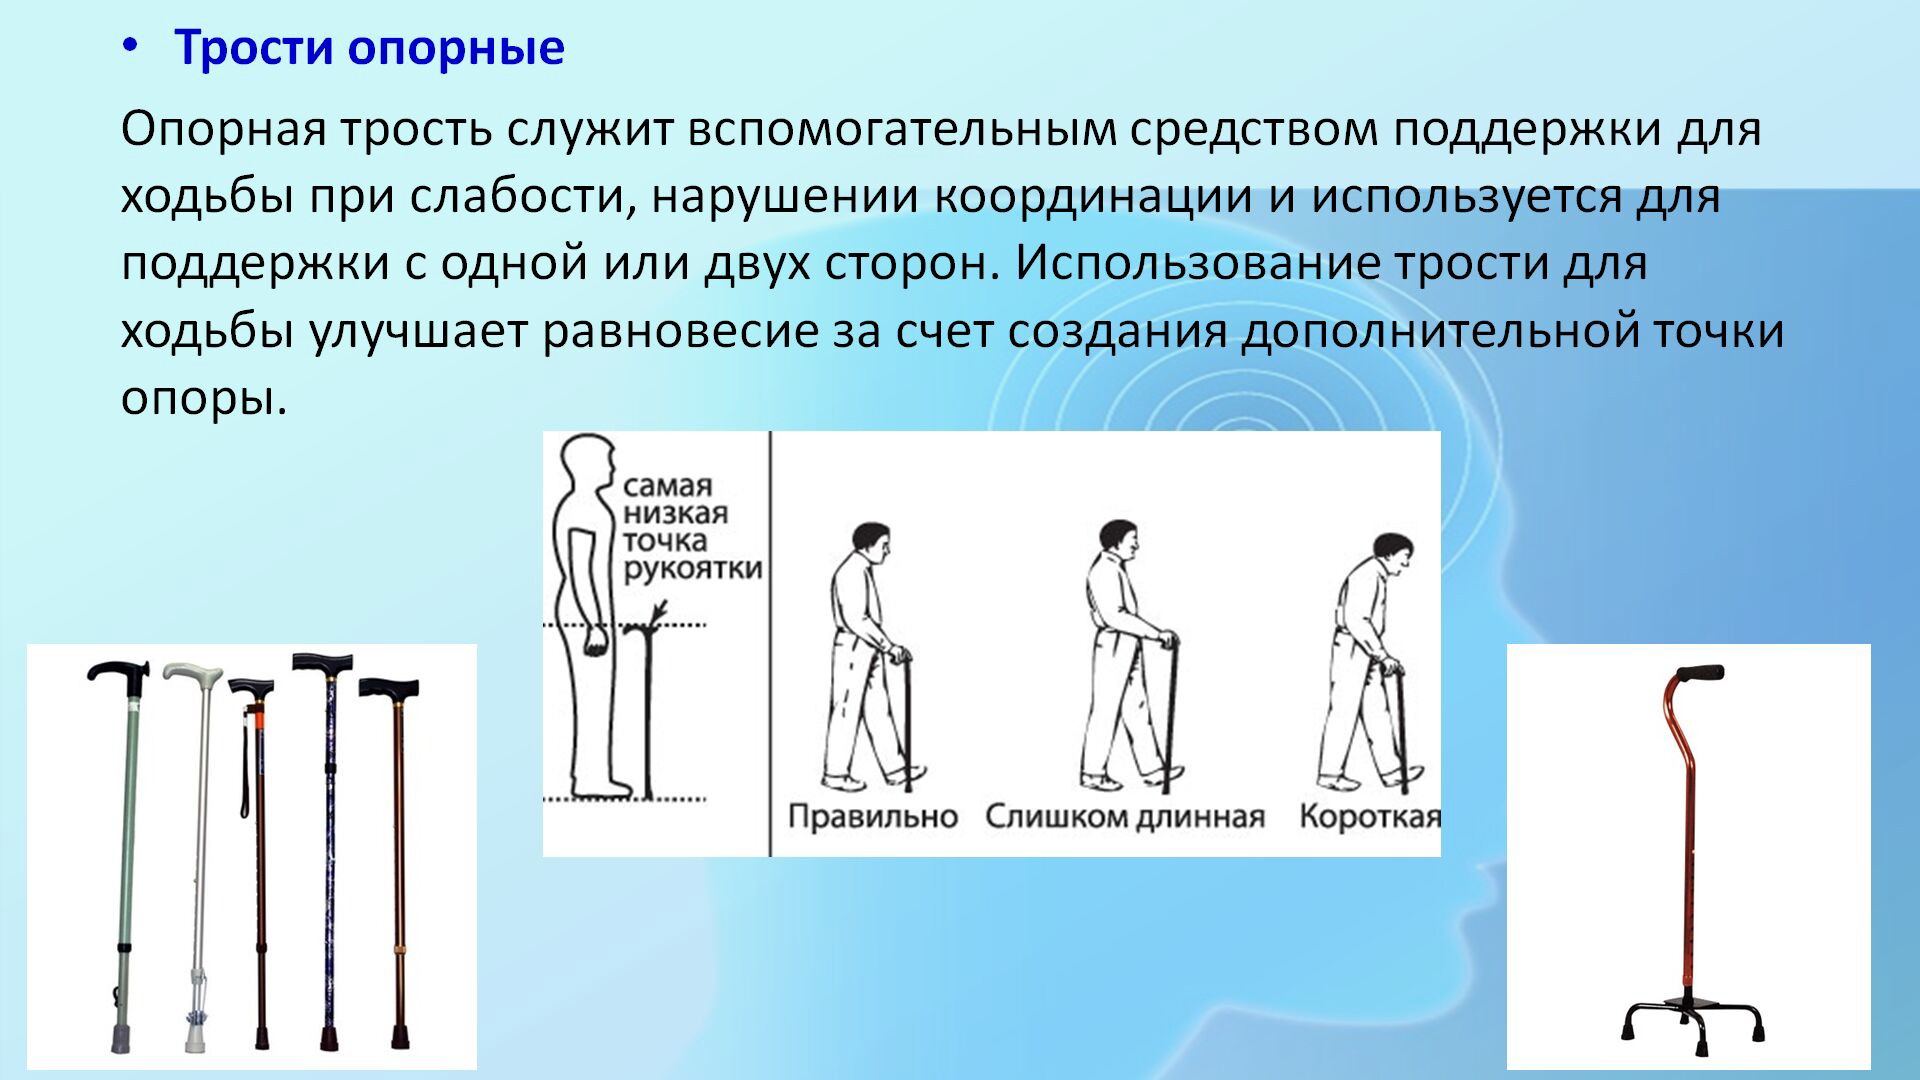 • Трости опорные
Опорная трость служит вспомогательным средством поддержки для
ходьбы при слабости, нарушении координации и используется для
поддержки с одной или двух сторон. Использование трости для
ходьбы улучшает равновесие за счет создания дополнительной точки
опоры.
самая
низкая
точка
рукоятки
Правильно
Слишком длинная
Короткая